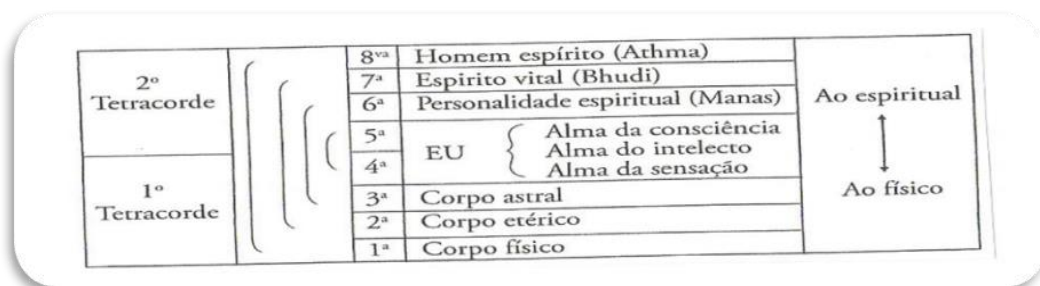 2º
Tetracorde
1º
Tetracorde
8va Homem espírito (Athma)
7ª Espirito vital (Bhudi)
6ª Personalidade espiritual (Manas)
5ª
4ª
EU
Alma da consciência
Alma do intelecto
Alma da sensação
3ª Corpo astral
2ª Corpo etérico
1ª Corpo físico
Ao espiritual
Ao físico